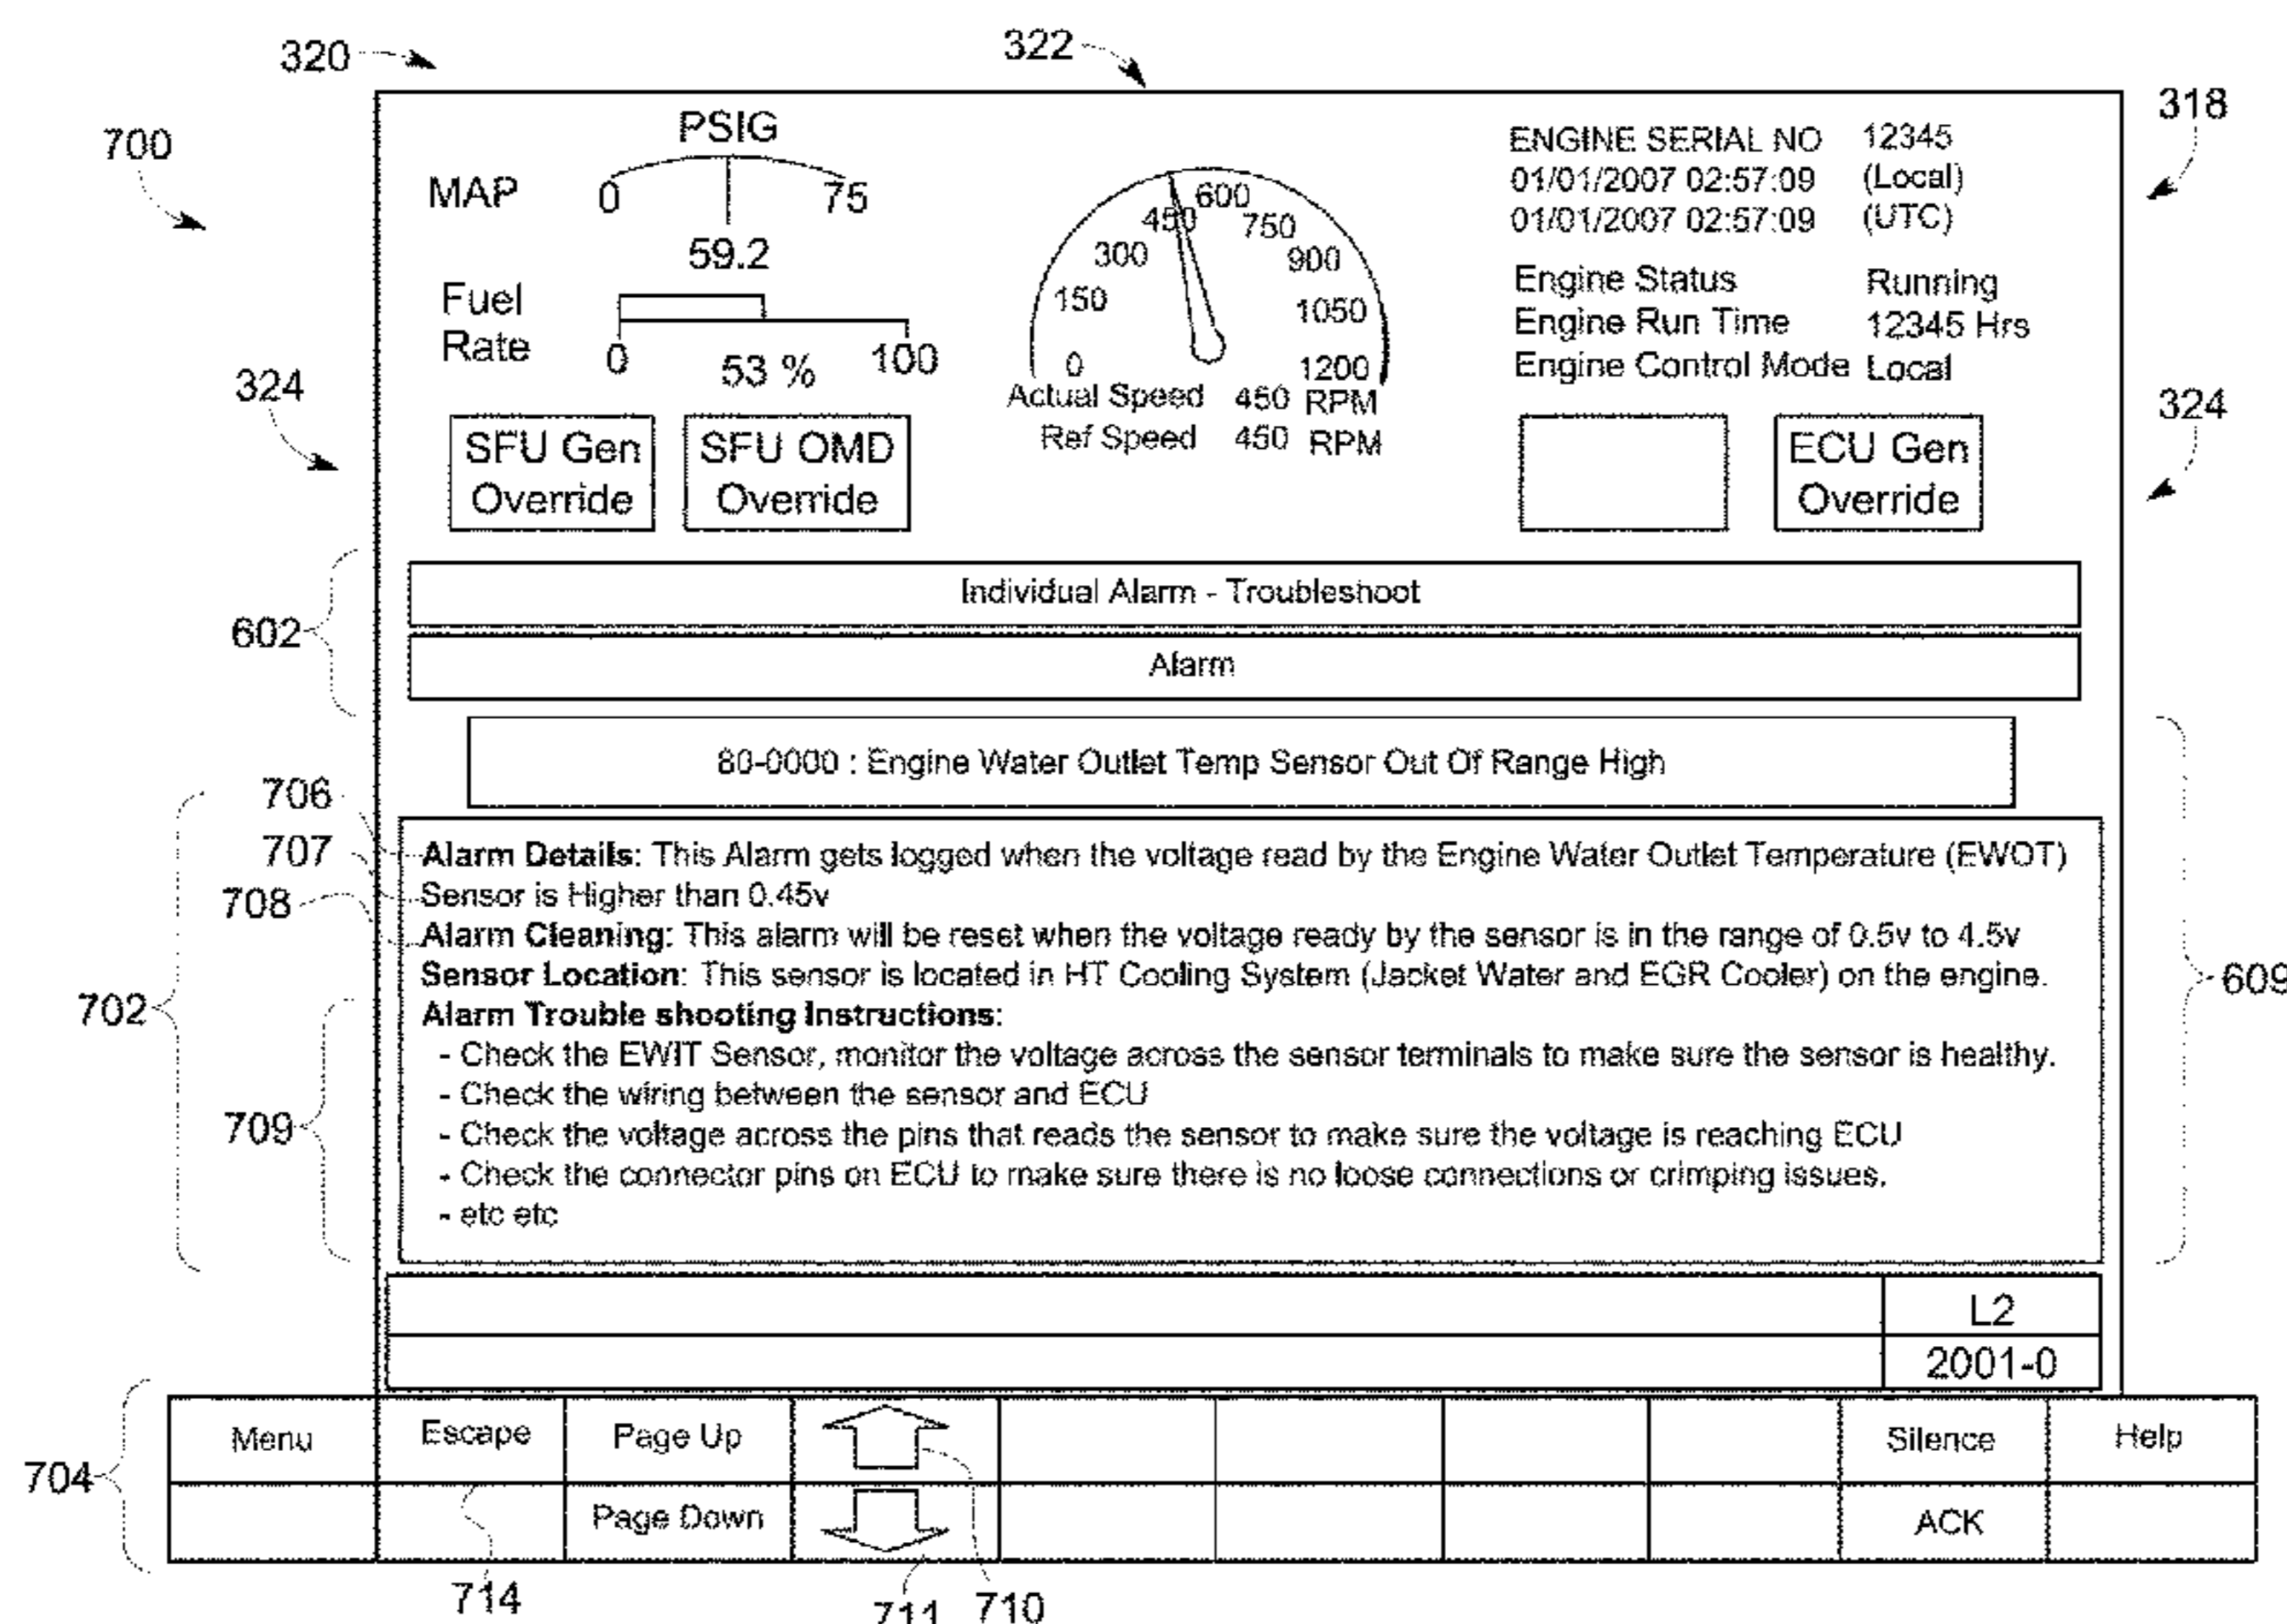 320
322
318
700
PSIG
MAP 0 75
59.2
Fuel
Rate
0 53 % 100
0 150 300 450 600 750 900 1050 1200
Actual Speed 450 RPM
Ref Speed 450 RPM
ENGINE SERIAL NO 12345
01/01/2007 02:57:09 (Local)
01/01/2007 02:57:09 (UTC)
Engine Status Running
Engine Run Time 12345 Hrs
Engine Control Mode Local
324
324
SFU Gen
Override
SFU OMD
Override
ECU Gen
Override
602
Individual Alarm - Troubleshoot
Alarm
80-0000 : Engine Water Outlet Temp Sensor Out Of Range High
706
707
708
702
709
609
Alarm Details: This Alarm gets logged when the voltage read by the Engine Water Outlet Temperature (EWOT)
Sensor is Higher than 0.45v
Alarm Cleaning: This alarm will be reset when the voltage ready by the sensor is in the range of 0.5v to 4.5v
Sensor Location: This sensor is located in HT Cooling System (Jacket Water and EGR Cooler) on the engine.
Alarm Trouble shooting Instructions:
- Check the EWIT Sensor, monitor the voltage across the sensor terminals to make sure the sensor is healthy.
- Check the wiring between the sensor and ECU
- Check the voltage across the pins that reads the sensor to make sure the voltage is reaching ECU
- Check the connector pins on ECU to make sure there is no loose connections or crimping issues.
- etc etc
L2
2001-0
704
Menu Escape Page Up Silence Help
Page Down ACK
714 711 710